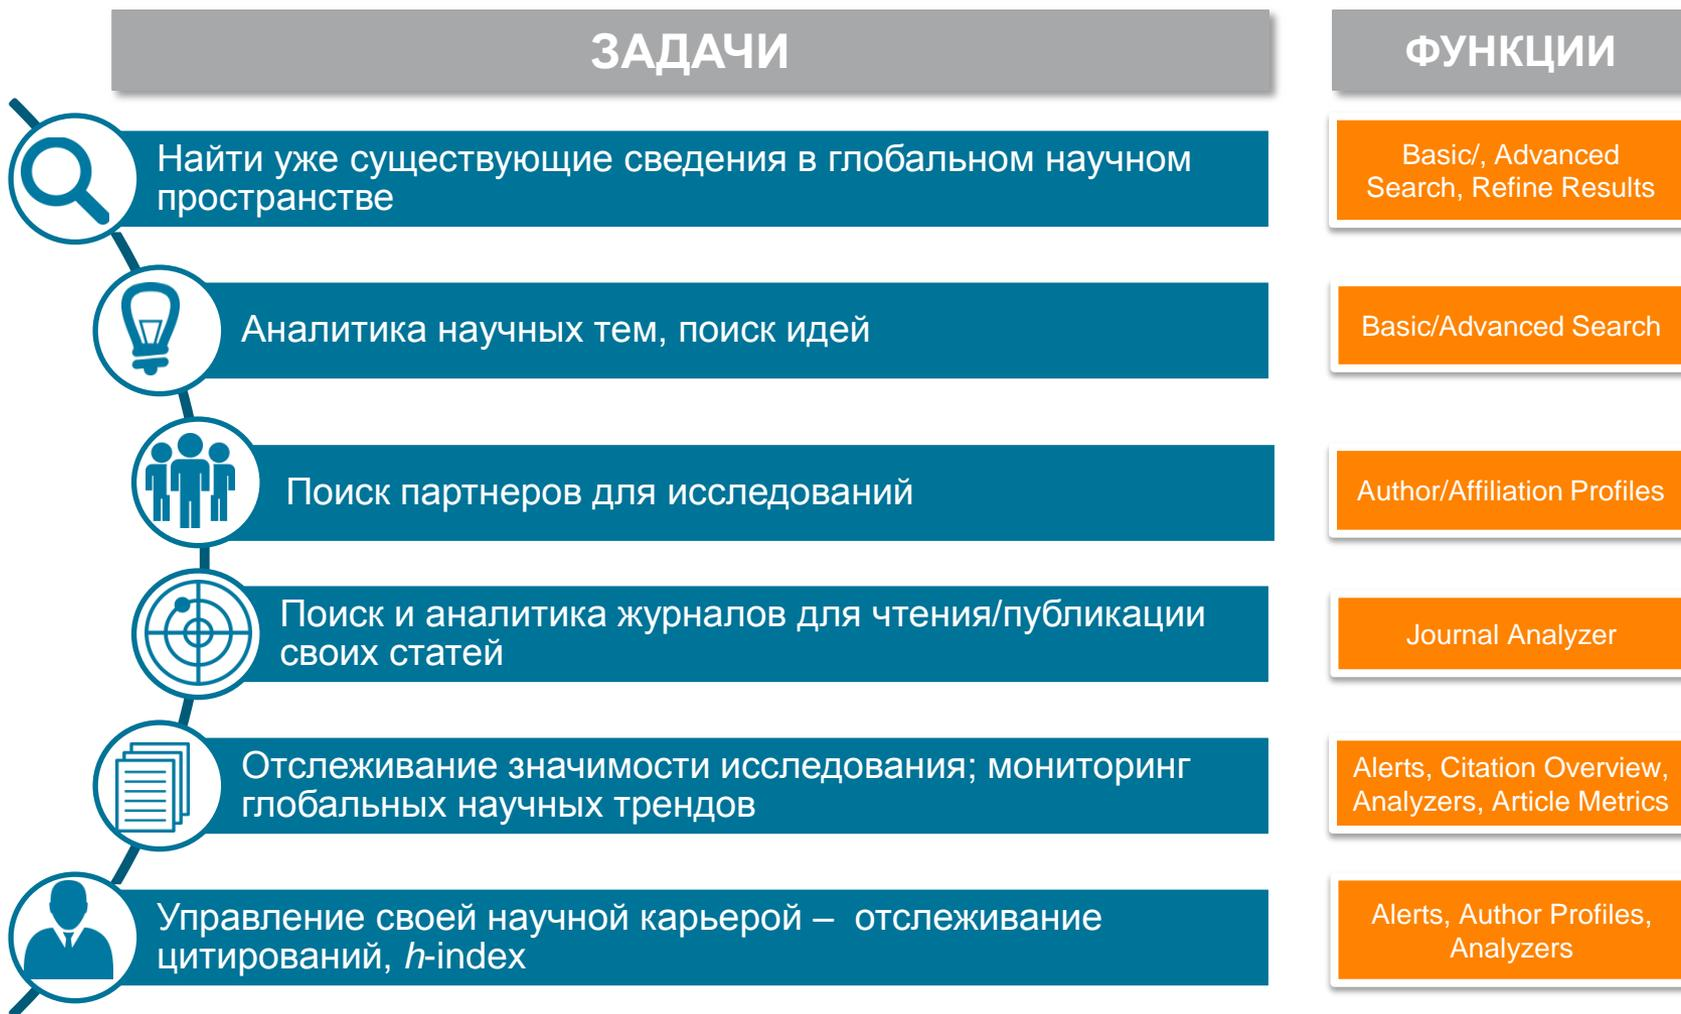 ЗАДАЧИ
ФУНКЦИИ
Найти уже существующие сведения в глобальном научном
пространстве
Basic/, Advanced
Search, Refine Results
Аналитика научных тем, поиск идей
Basic/Advanced Search
Поиск партнеров для исследований
Author/Affiliation Profiles
Поиск и аналитика журналов для чтения/публикации
своих статей
Journal Analyzer
Отслеживание значимости исследования; мониторинг
глобальных научных трендов
Alerts, Citation Overview,
Analyzers, Article Metrics
Управление своей научной карьерой – отслеживание
цитирований, h-index
Alerts, Author Profiles,
Analyzers